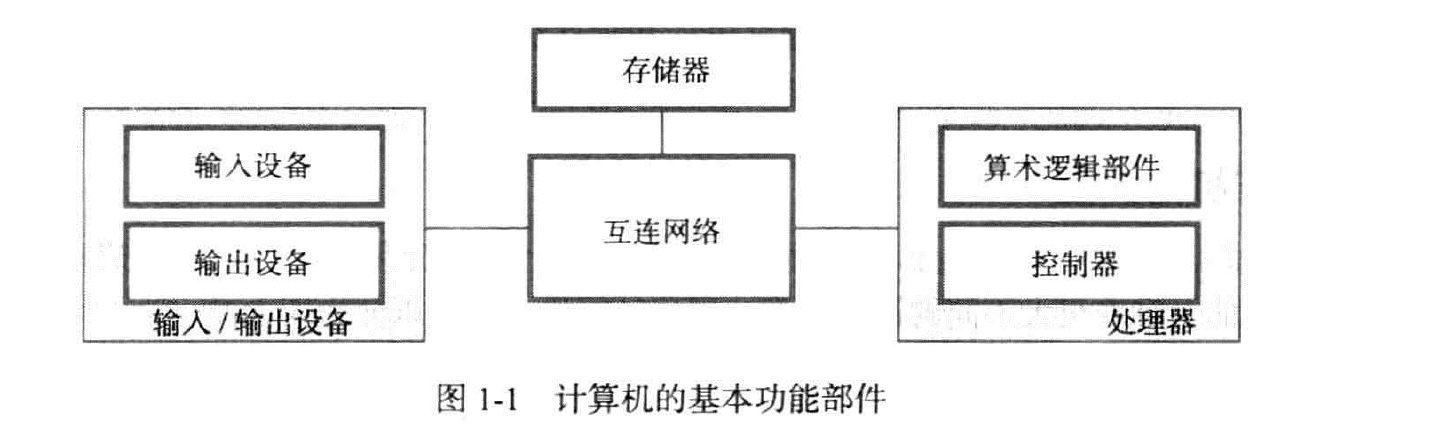 存储器
输入设备
输出设备
输入/输出设备
互连网络
算术逻辑部件
控制器
处理器
图 1-1 计算机的基本功能部件